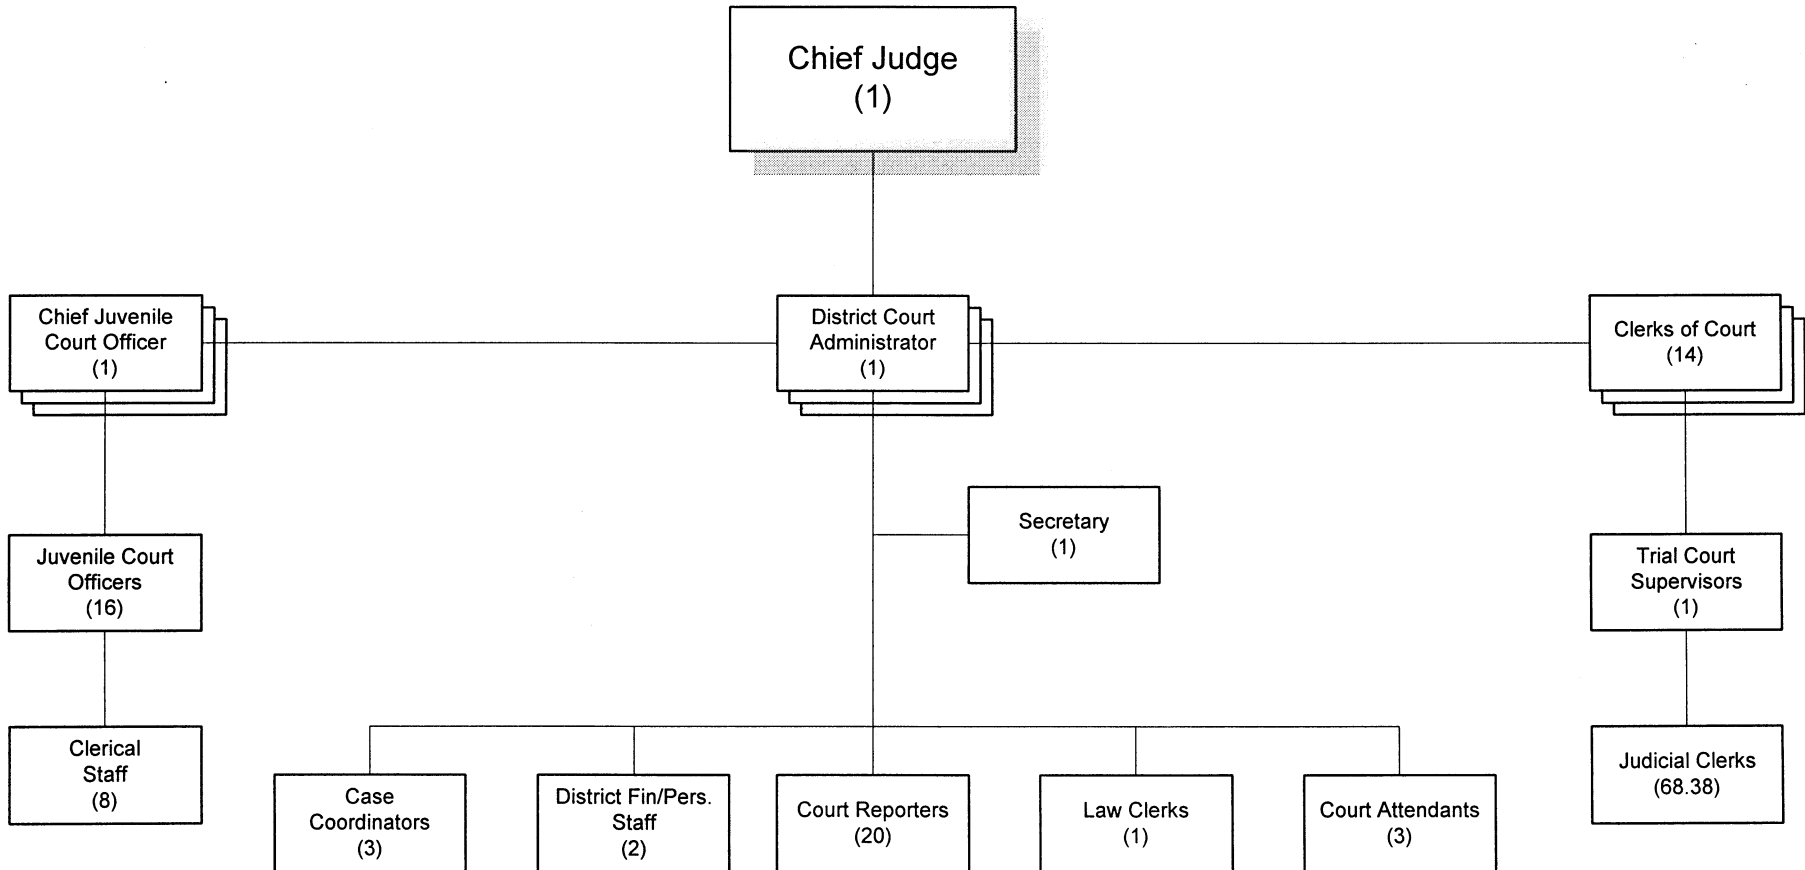 Chief Judge
(1)
Chief Juvenile
Court Officer
(1)
District Court
Administrator
(1)
Clerks of Court
(14)
Secretary
(1)
Juvenile Court
Officers
(16)
Trial Court
Supervisors
(1)
Clerical
Staff
(8)
Judicial Clerks
(68.38)
Case
Coordinators
(3)
District Fin/Pers.
Staff
(2)
Court Reporters
(20)
Law Clerks
(1)
Court Attendants
(3)